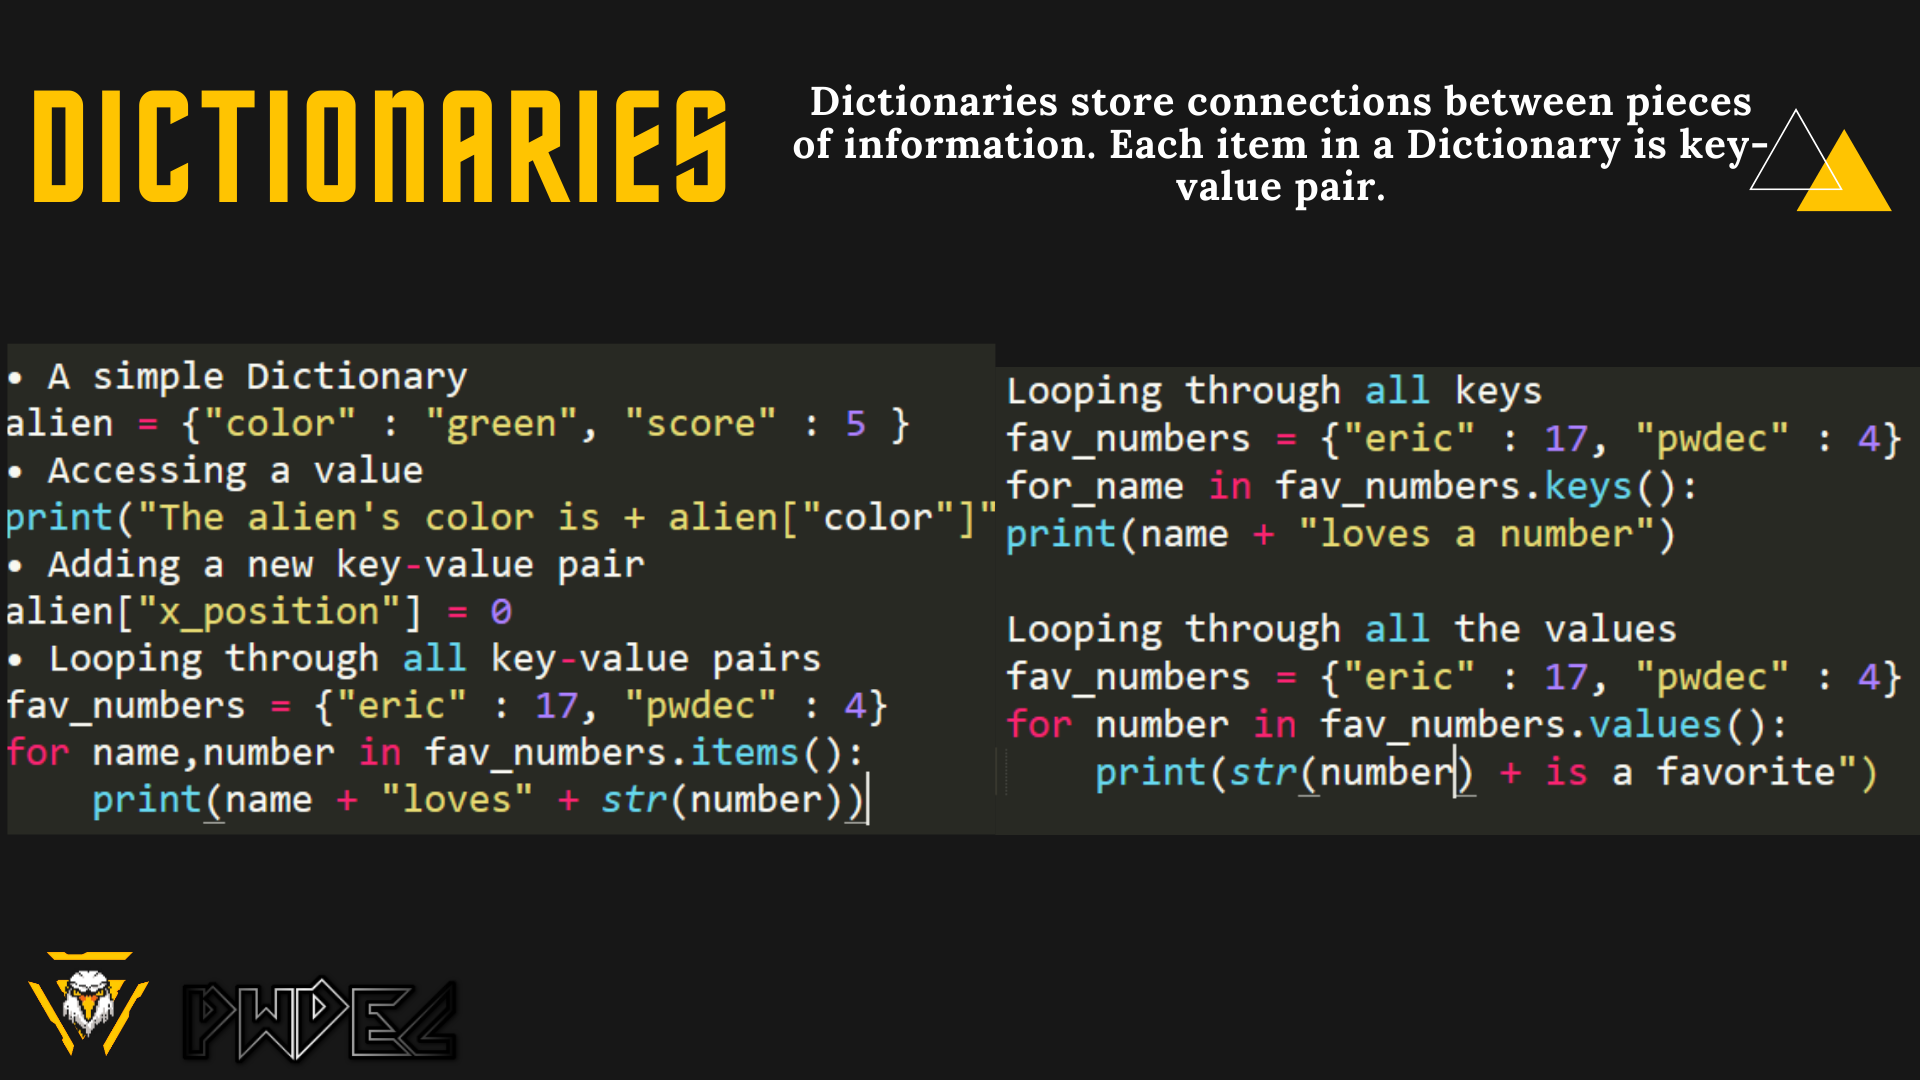 DICTIONARIES
Dictionaries store connections between pieces
of information. Each item in a Dictionary is key-
value pair.
• A simple Dictionary
alien = {"color" : "green", "score" : 5 }
• Accessing a value
print("The alien's color is + alien["color"]"
• Adding a new key-value pair
alien["x_position"] = 0
• Looping through all key-value pairs
fav_numbers = {"eric" : 17, "pwdec" : 4}
for name,number in fav_numbers.items():
    print(name + "loves" + str(number))
Looping through all keys
fav_numbers = {"eric" : 17, "pwdec" : 4}
for_name in fav_numbers.keys():
print(name + "loves a number")
Looping through all the values
fav_numbers = {"eric" : 17, "pwdec" : 4}
for number in fav_numbers.values():
    print(str(number) + is a favorite")
PWDEC